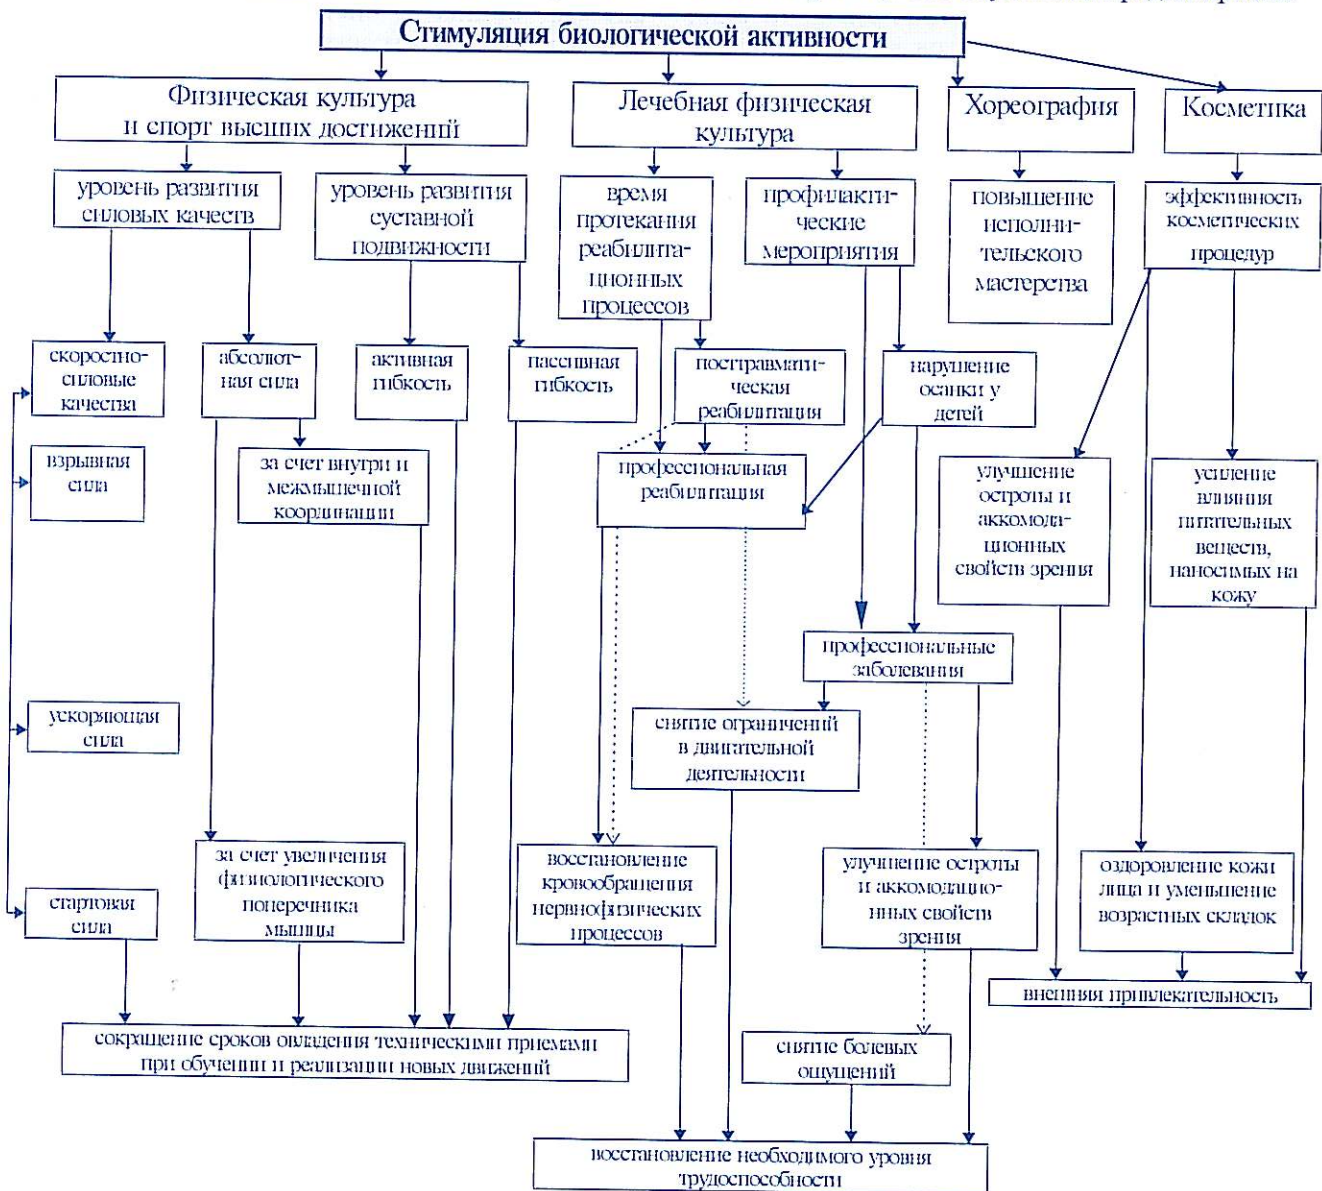 Стимуляция биологической активности
Физическая культура
и спорт высших достижений
Лечебная физическая
культура
Хореография
Косметика
уровень развития
силовых качеств
уровень развития
суставной
подвижности
время
протекания
реабилита-
ционных
процессов
профилакти-
ческие
мероприятия
повышение
исполни-
тельского
мастерства
эффективность
косметических
процедур
скоростно-
силовые
качества
абсолют-
ная сила
активная
гибкость
пассивная
гибкость
посттравмати-
ческая
реабилитация
нарушение
осанки у
детей
взрывная
сила
за счет внутри и
межмышечной
координации
профессиональная
реабилитация
улучшение
остроты и
аккомода-
ционных
свойств зрения
усиление
влияния
питательных
веществ,
наносимых на
кожу
профессиональные
заболевания
ускоряющая
сила
снятие ограничений
в двигательной
деятельности
за счет увеличения
физиологического
поперечника
мышцы
восстановление
кровообращения
нервнофизических
процессов
улучшение остроты
и аккомодацио-
нных свойств
зрения
оздоровление кожи
лица и уменьшение
возрастных складок
стартовая
сила
внешняя привлекательность
сокращение сроков овладения техническими приемами
при обучении и реализации новых движений
снятие болевых
ощущений
восстановление необходимого уровня
трудоспособности